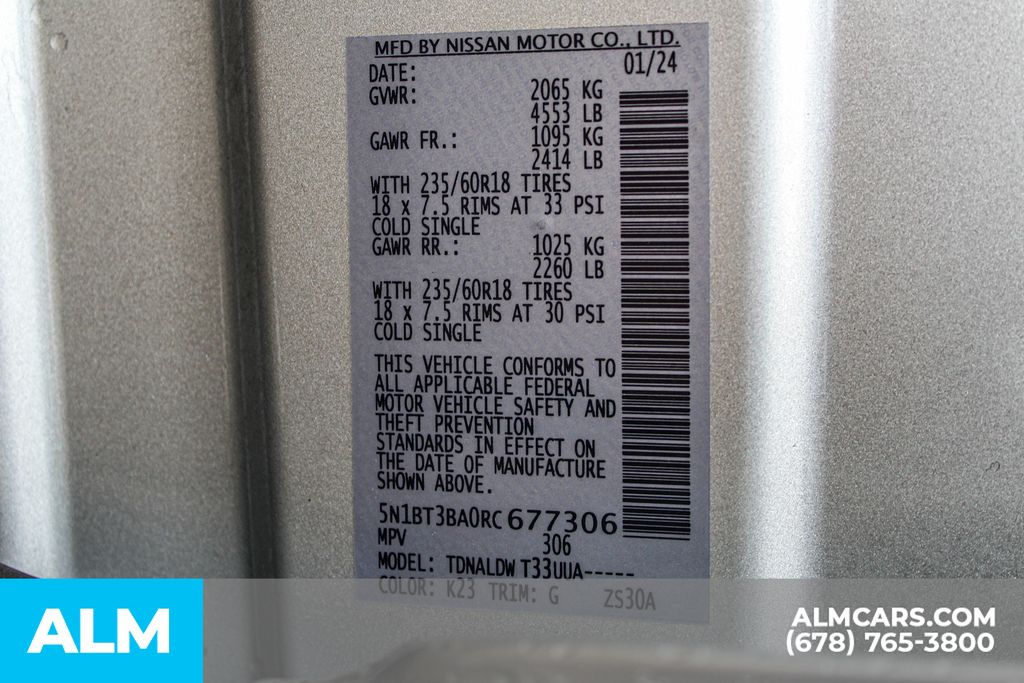 MFD BY NISSAN MOTOR CO., LTD.
DATE: 01/24
GVWR: 2065 KG
4553 LB
GAWR FR.: 1095 KG
2414 LB
WITH 235/60R18 TIRES
18 x 7.5 RIMS AT 33 PSI
COLD SINGLE
GAWR RR.: 1025 KG
2260 LB
WITH 235/60R18 TIRES
18 x 7.5 RIMS AT 30 PSI
COLD SINGLE
THIS VEHICLE CONFORMS TO
ALL APPLICABLE FEDERAL
MOTOR VEHICLE SAFETY AND
THEFT PREVENTION
STANDARDS IN EFFECT ON
THE DATE OF MANUFACTURE
SHOWN ABOVE.
5N1BT3BA0RC677306
MPV 306
MODEL: TDNALDW T33UUA-----
COLOR: K23 TRIM: G ZS30A
ALM
ALMCARS.COM
(678) 765-3800